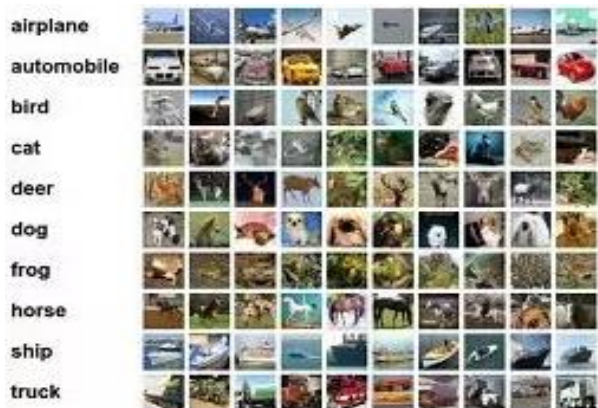 airplane
automobile
bird
cat
deer
dog
frog
horse
ship
truck